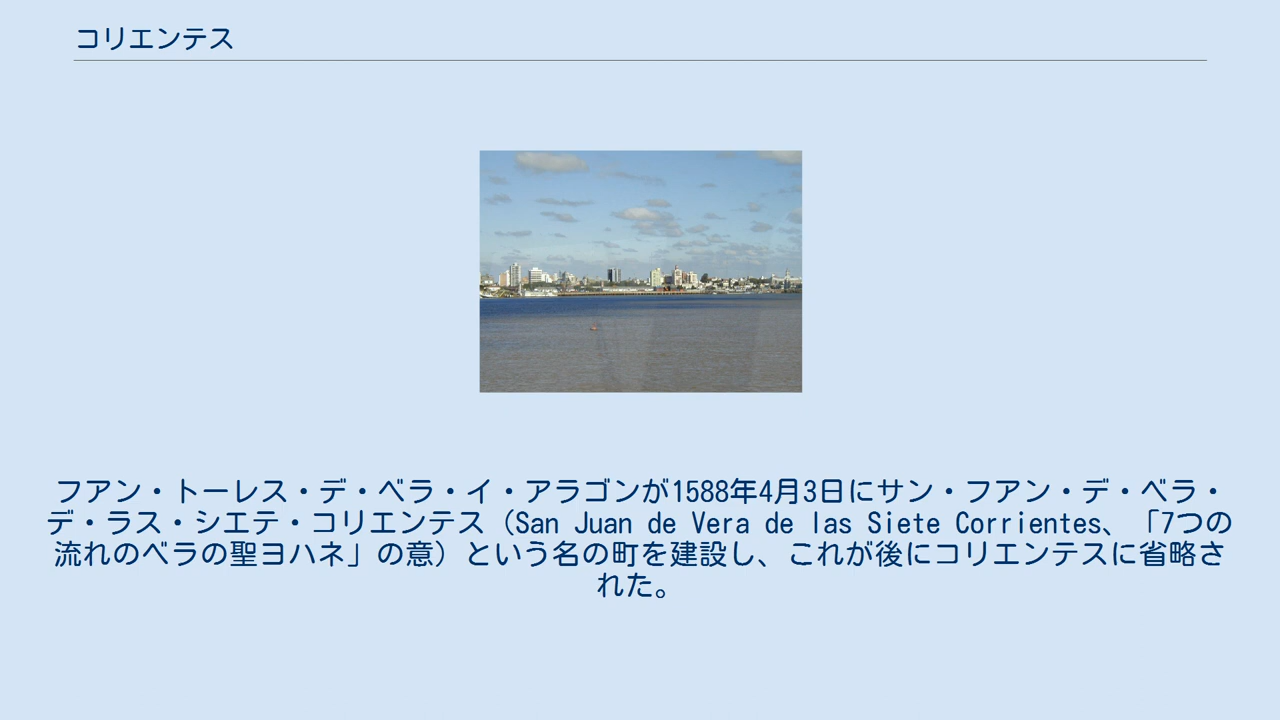 コリエンテス
フアン・トーレス・デ・ベラ・イ・アラゴンが1588年4月3日にサン・フアン・デ・ベラ・
デ・ラス・シエテ・コリエンテス（San Juan de Vera de las Siete Corrientes、「7つの
流れのベラの聖ヨハネ」の意）という名の町を建設し、これが後にコリエンテスに省略さ
れた。